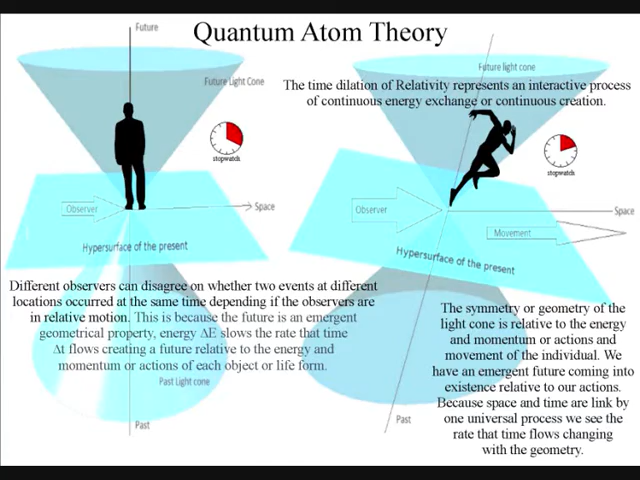 Quantum Atom Theory
Future
Future Light Cone
stopwatch
Observer
Space
Hypersurface of the present
Different observers can disagree on whether two events at different
locations occurred at the same time depending if the observers are
in relative motion. This is because the future is an emergent
geometrical property, energy ΔE slows the rate that time
Δt flows creating a future relative to the energy and
momentum or actions of each object or life form.
Past Light cone
Past
Future light cone
The time dilation of Relativity represents an interactive process
of continuous energy exchange or continuous creation.
stopwatch
Observer
Space
Movement
Hypersurface of the present
The symmetry or geometry of the
light cone is relative to the energy
and momentum or actions and
movement of the individual. We
have an emergent future coming into
existence relative to our actions.
Because space and time are link by
one universal process we see the
rate that time flows changing
with the geometry.
Past